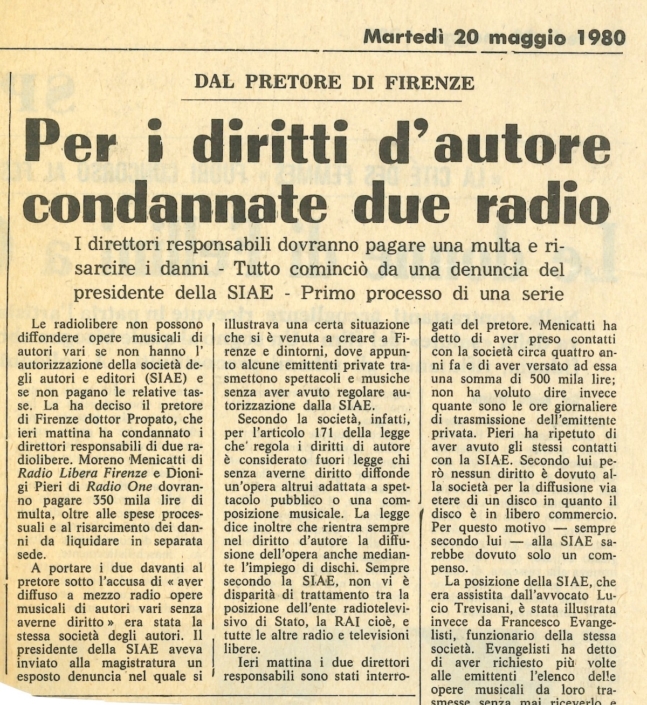 Martedì 20 maggio 1980
DAL PRETORE DI FIRENZE
Per i diritti d'autore
condannate due radio
I direttori responsabili dovranno pagare una multa e ri-
sarcire i danni - Tutto cominciò da una denuncia del
presidente della SIAE - Primo processo di una serie
Le radiolibere non possono
diffondere opere musicali di
autori vari se non hanno l'
autorizzazione della società de-
gli autori e editori (SIAE) e
se non pagano le relative tas-
se. La ha deciso il pretore
di Firenze dottor Propato, che
ieri mattina ha condannato i
direttori responsabili di due ra-
diolibere. Moreno Menicatti di
Radio Libera Firenze e Dioni-
gi Pieri di Radio One dovran-
no pagare 350 mila lire di
multa, oltre alle spese proces-
suali e al risarcimento dei dan-
ni da liquidare in separata
sede.
A portare i due davanti al
pretore sotto l'accusa di « aver
diffuso a mezzo radio opere
musicali di autori vari senza
averne diritto » era stata la
stessa società degli autori. Il
presidente della SIAE aveva
inviato alla magistratura un
esposto denuncia nel quale si
illustrava una certa situazione
che si è venuta a creare a Fi-
renze e dintorni, dove appun-
to alcune emittenti private tra-
smettono spettacoli e musiche
senza aver avuto regolare au-
torizzazione dalla SIAE.
Secondo la società, infatti,
per l'articolo 171 della legge
che' regola i diritti di autore
è considerato fuori legge chi
senza averne diritto diffonde
un'opera altrui adattata a spet-
tacolo pubblico o una com-
posizione musicale. La legge
dice inoltre che rientra sempre
nel diritto d'autore la diffu-
sione dell'opera anche median-
te l'impiego di dischi. Sempre
secondo la SIAE, non vi è
disparità di trattamento tra la
posizione dell'ente radiotelevi-
sivo di Stato, la RAI cioè, e
tutte le altre radio e televisioni
libere.
Ieri mattina i due direttori
responsabili sono stati interro-
gati del pretore. Menicatti ha
detto di aver preso contatti
con la società circa quattro an-
ni fa e di aver versato ad essa
una somma di 500 mila lire;
non ha voluto dire invece
quante sono le ore giornaliere
di trasmissione dell'emittente
privata. Pieri ha ripetuto di
aver avuto gli stessi contatti
con la SIAE. Secondo lui pe-
rò nessun diritto è dovuto al-
la società per la diffusione via
etere di un disco in quanto il
disco è in libero commercio.
Per questo motivo — sempre
secondo lui — alla SIAE sa-
rebbe dovuto solo un com-
penso.
La posizione della SIAE, che
era assistita dall'avvocato Lu-
cio Trevisani, è stata illustrata
invece da Francesco Evange-
listi, funzionario della stessa
società. Evangelisti ha detto
di aver richiesto più volte
alle emittenti l'elenco delle
opere musicali da loro tra-
smesse senza mai riceverlo e